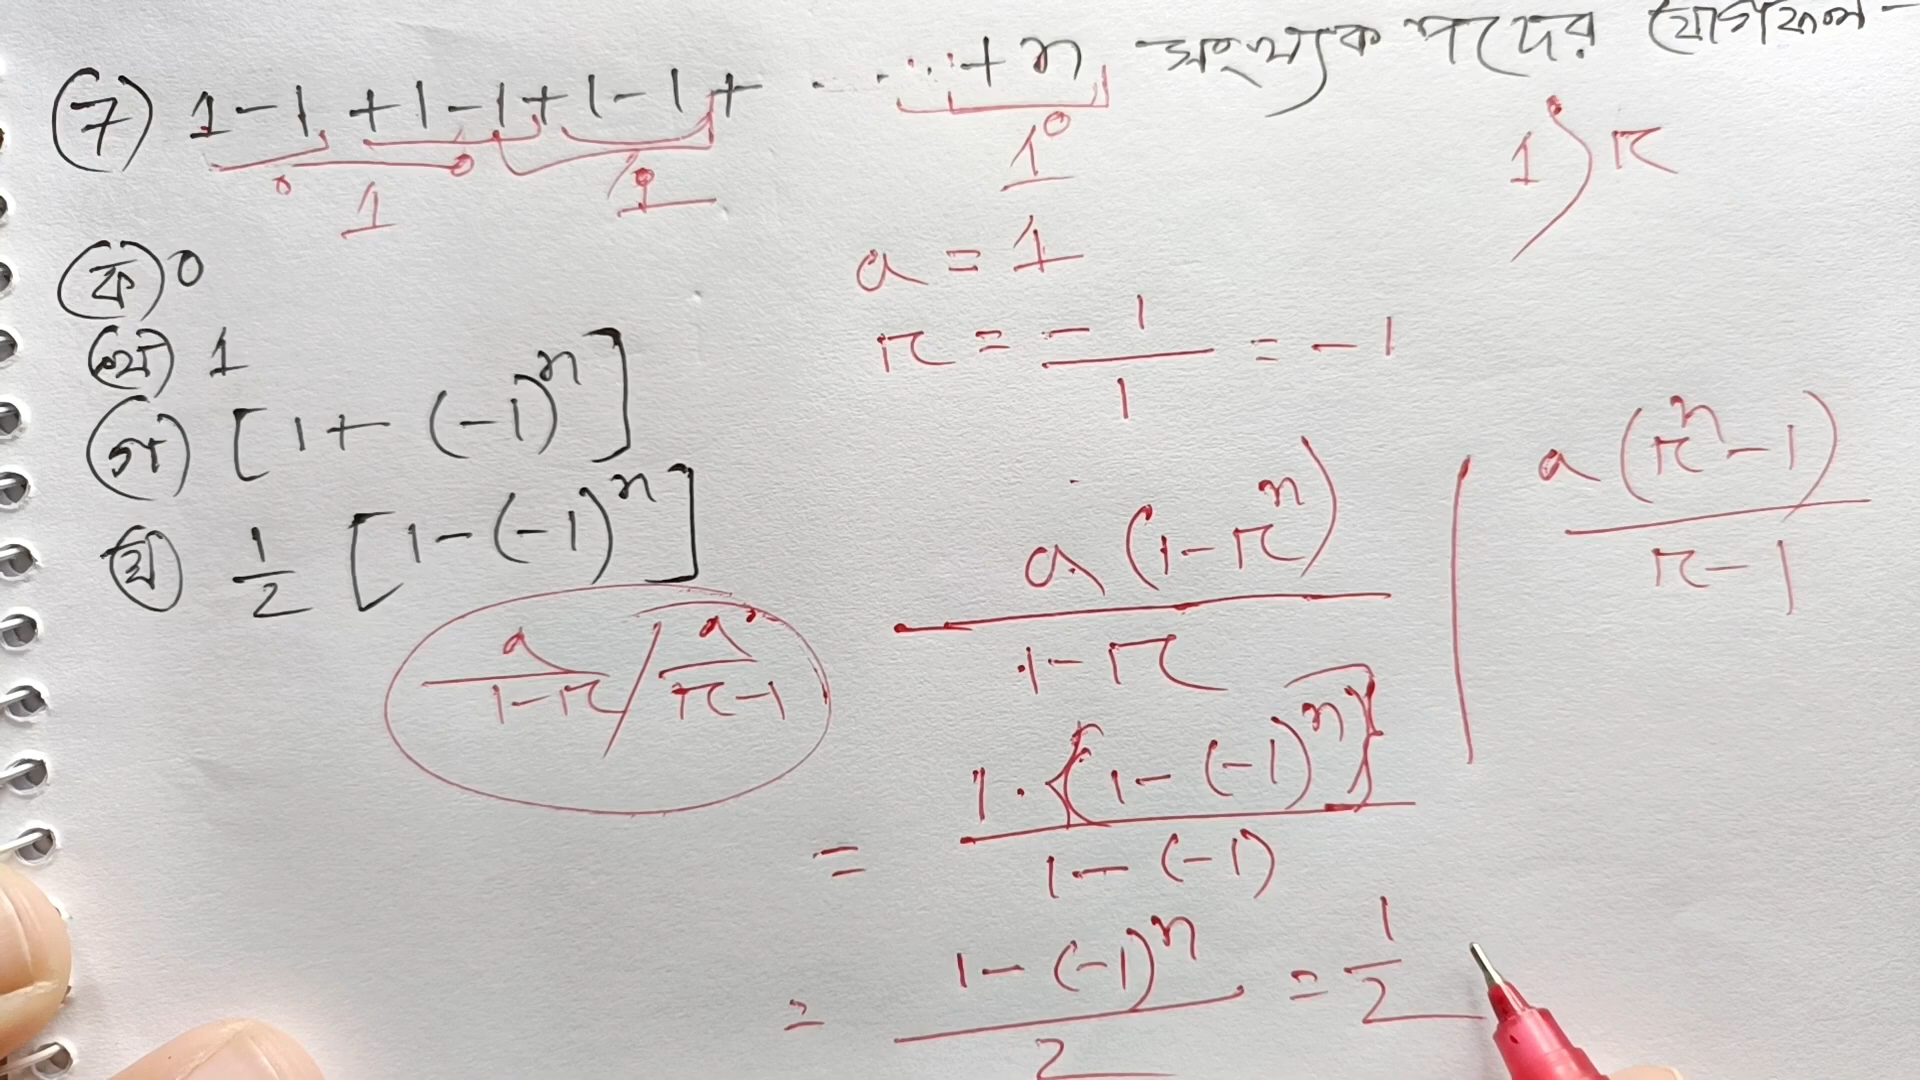 (7) 1-1+1-1+1-1+ ...... + n সংখ্যক পদের যোগফল -
0 1 0 0 1 1 0
1 > r
(ক) 0
a = 1
(খ) 1
r = -1/1 = -1
(গ) [1 + (-1)^n]
(ঘ) 1/2 [1-(-1)^n]
a(1-r^n)/1-r | a(r^n-1)/r-1
a/1-r / a/r-1
= 1·{1-(-1)^n}/1-(-1)
= 1-(-1)^n/2 = 1/2